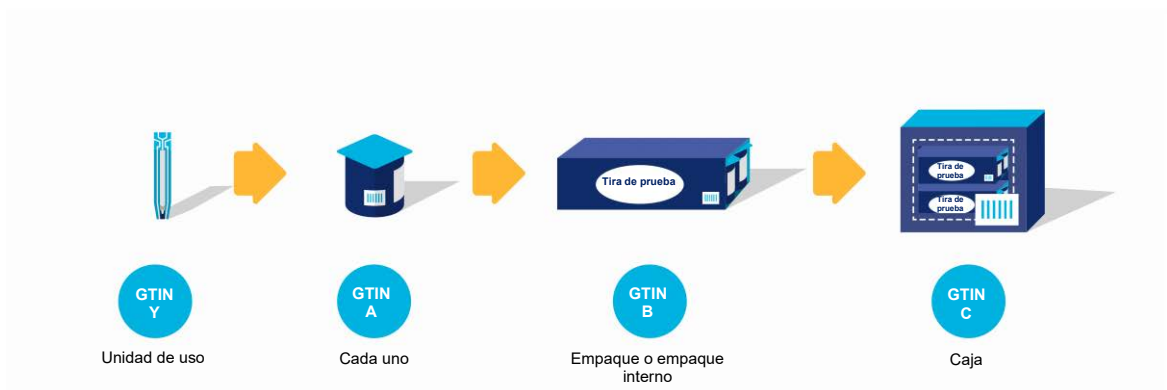 Tira de prueba
Tira de
prueba
Tira de
prueba
GTIN
Y
GTIN
A
GTIN
B
GTIN
C
Unidad de uso
Cada uno
Empaque o empaque
interno
Caja